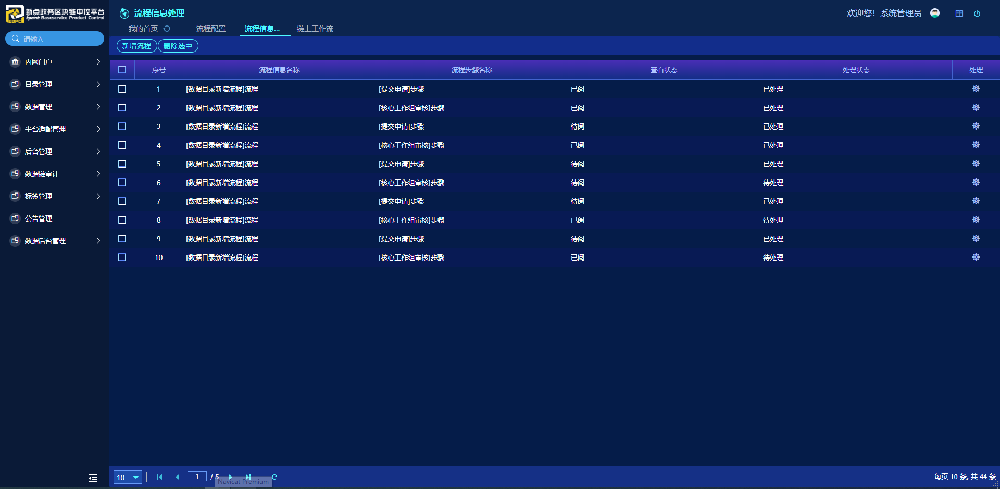 新点政务区块链中控平台
Epoint Baseservice Product Control
EBPC
请输入
内网门户
目录管理
数据管理
平台适配管理
后台管理
数据链审计
标签管理
公告管理
数据后台管理
流程信息处理
欢迎您！系统管理员
我的首页 流程配置 流程信息... 链上工作流
新增流程 删除选中
序号 流程信息名称 流程步骤名称 查看状态 处理状态 处理
1 [数据目录新增流程]流程 [提交申请]步骤 已阅 已处理
2 [数据目录新增流程]流程 [核心工作组审核]步骤 已阅 已处理
3 [数据目录新增流程]流程 [提交申请]步骤 待阅 已处理
4 [数据目录新增流程]流程 [核心工作组审核]步骤 已阅 已处理
5 [数据目录新增流程]流程 [提交申请]步骤 待阅 已处理
6 [数据目录新增流程]流程 [核心工作组审核]步骤 待阅 待处理
7 [数据目录新增流程]流程 [提交申请]步骤 待阅 已处理
8 [数据目录新增流程]流程 [核心工作组审核]步骤 已阅 待处理
9 [数据目录新增流程]流程 [提交申请]步骤 待阅 已处理
10 [数据目录新增流程]流程 [核心工作组审核]步骤 已阅 待处理
10 1 / 5 每页 10 条, 共 44 条
Navicat Premium